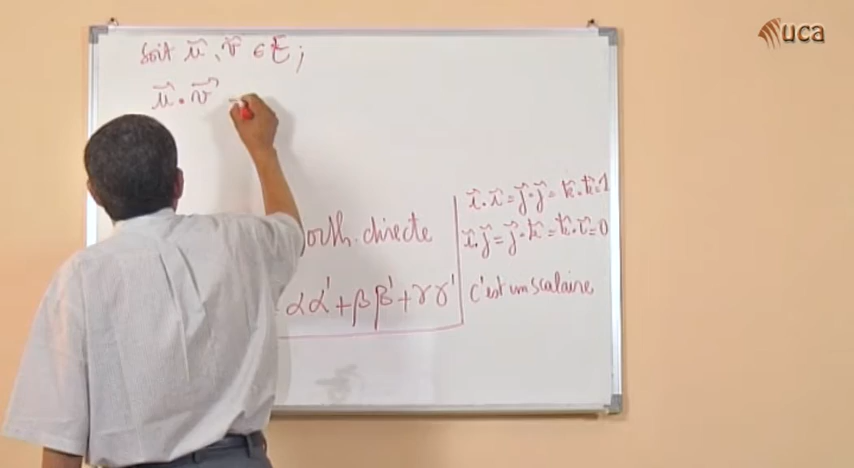 uca
Soit u⃗, v⃗ ∈ E;
u⃗ . v⃗
i⃗.i⃗ = j⃗.j⃗ = k⃗.k⃗ = 1
orth. directe
i⃗.j⃗ = j⃗.k⃗ = k⃗.i⃗ = 0
αα' + ββ' + γγ'
c'est un scalaire